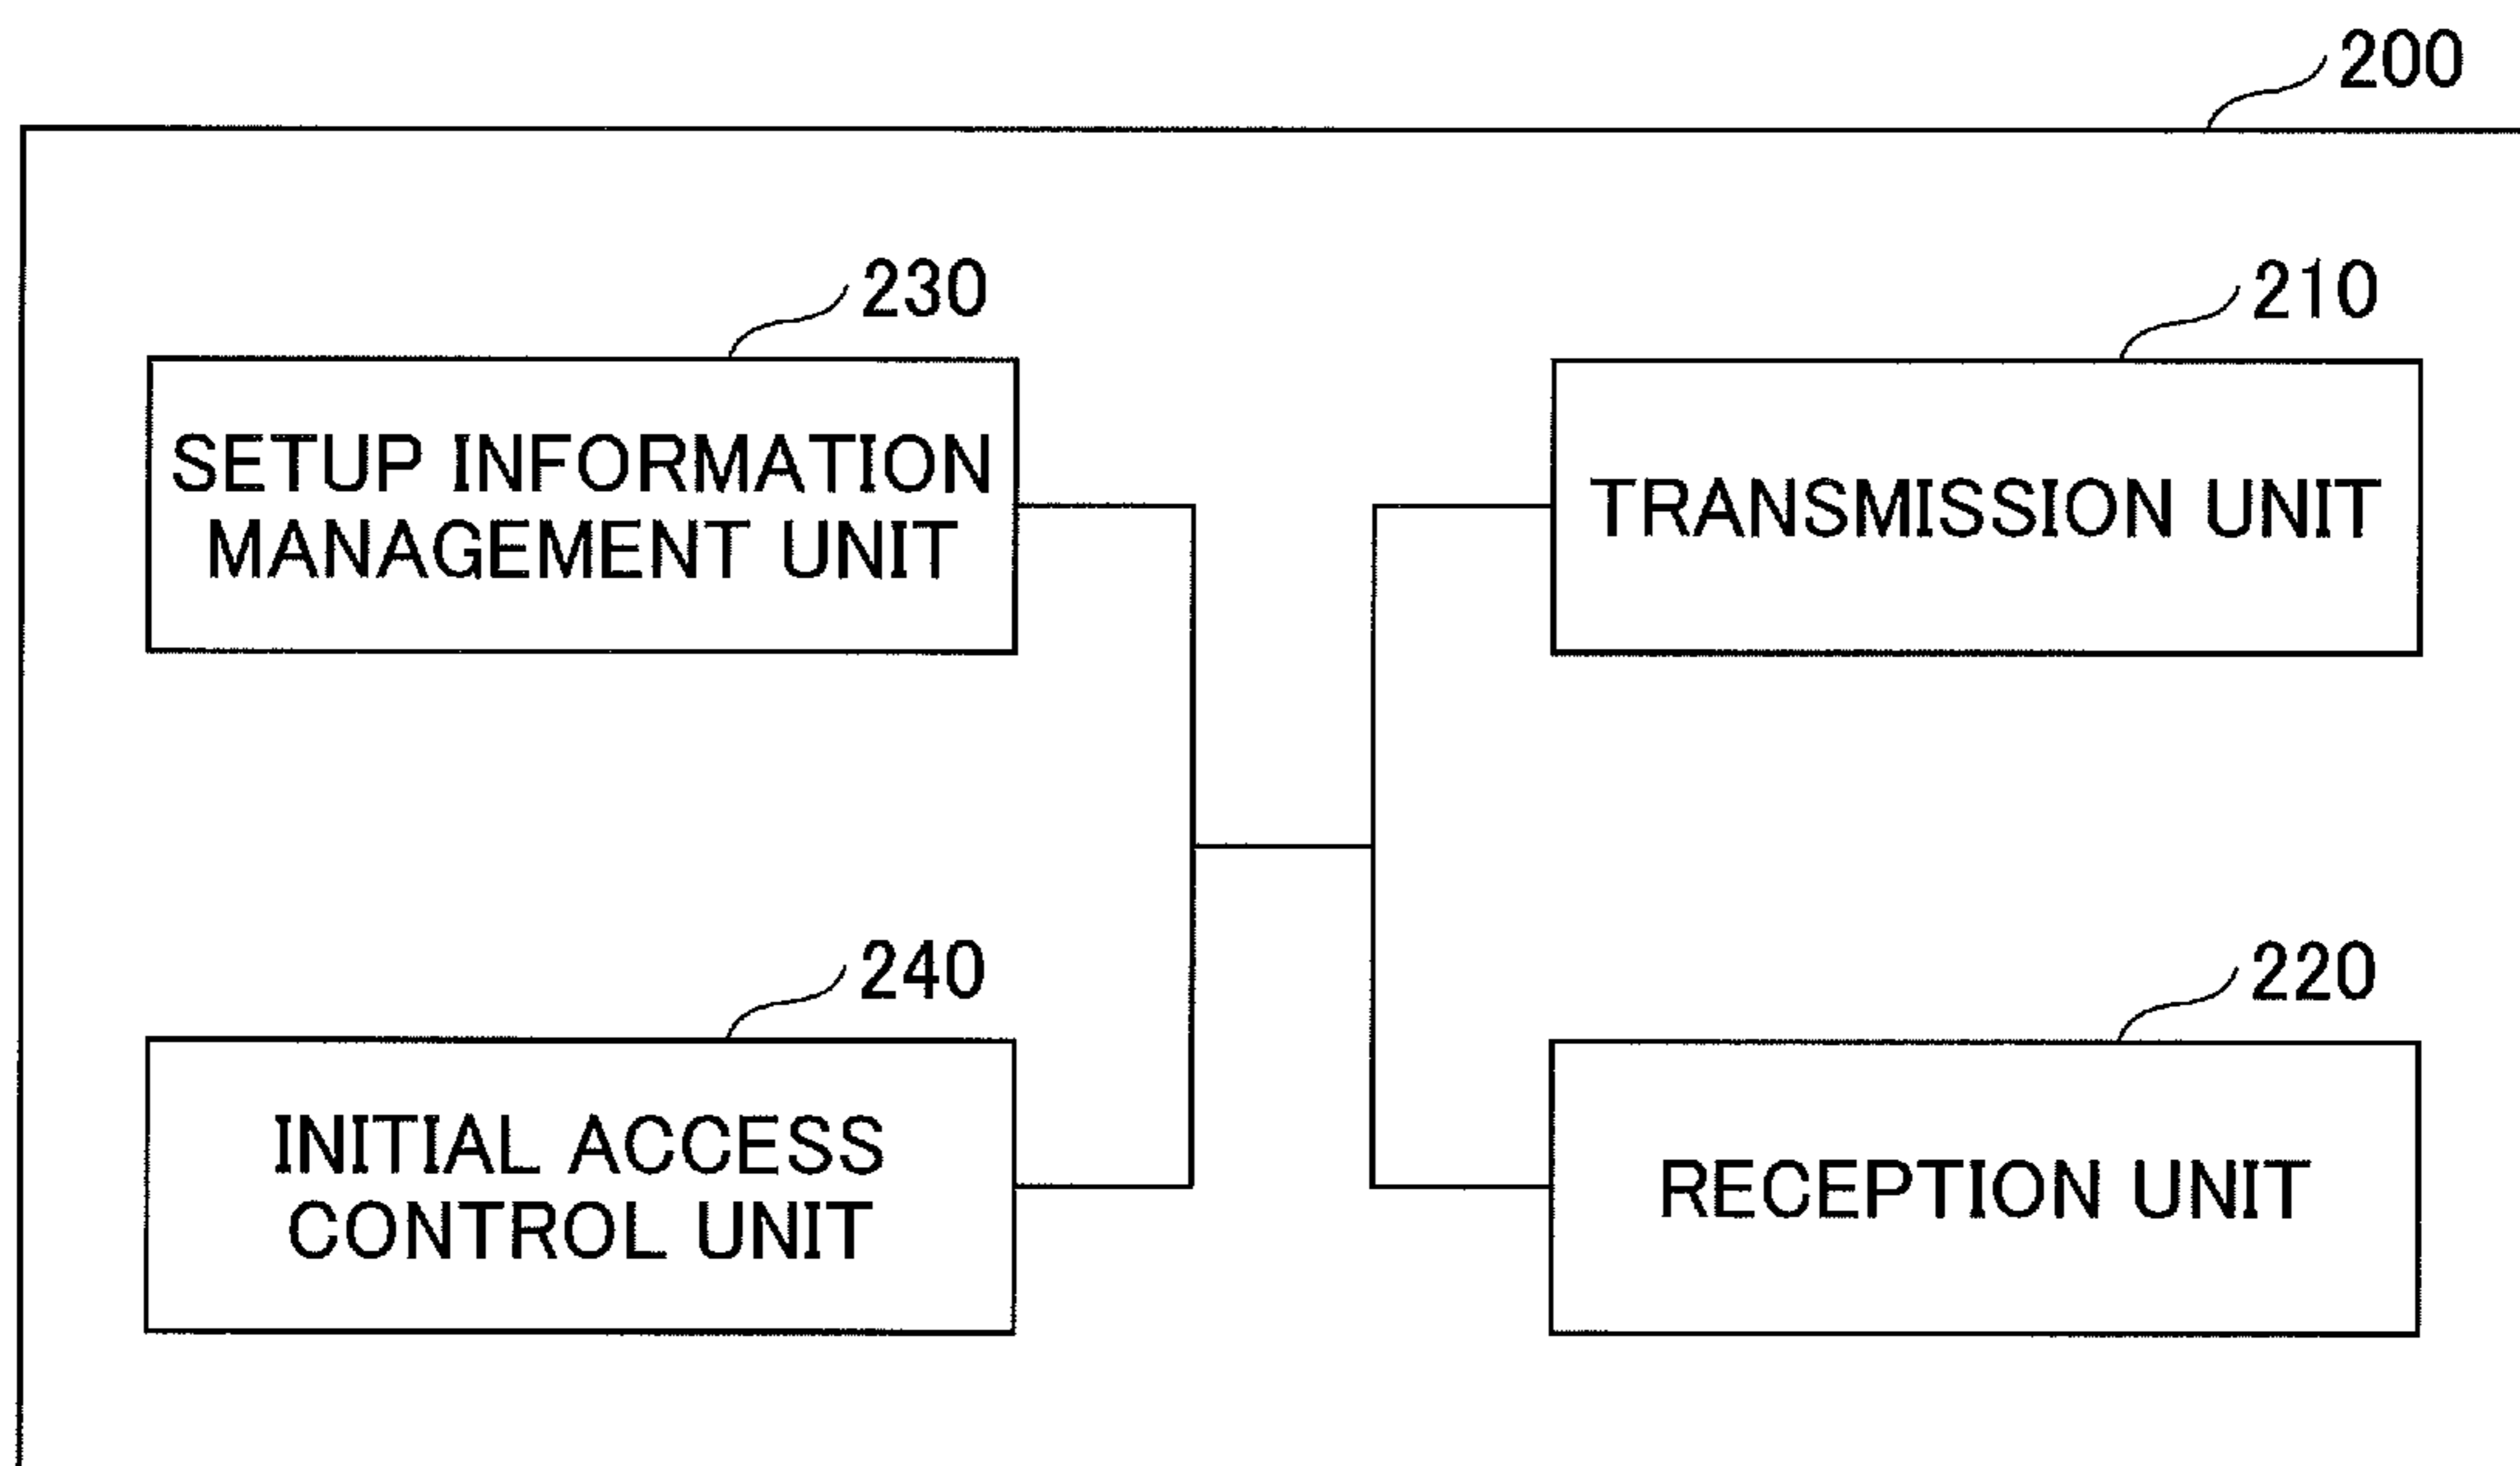 200
230
210
SETUP INFORMATION
MANAGEMENT UNIT
TRANSMISSION UNIT
240
220
INITIAL ACCESS
CONTROL UNIT
RECEPTION UNIT